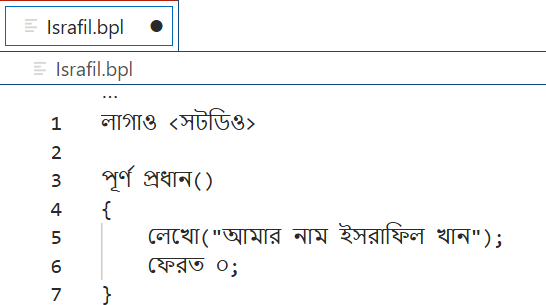 Israfil.bpl
Israfil.bpl
...
1 লাগাও <সটডিও>
2
3 পূর্ণ প্রধান()
4 {
5 লেখো("আমার নাম ইসরাফিল খান");
6 ফেরত ০;
7 }